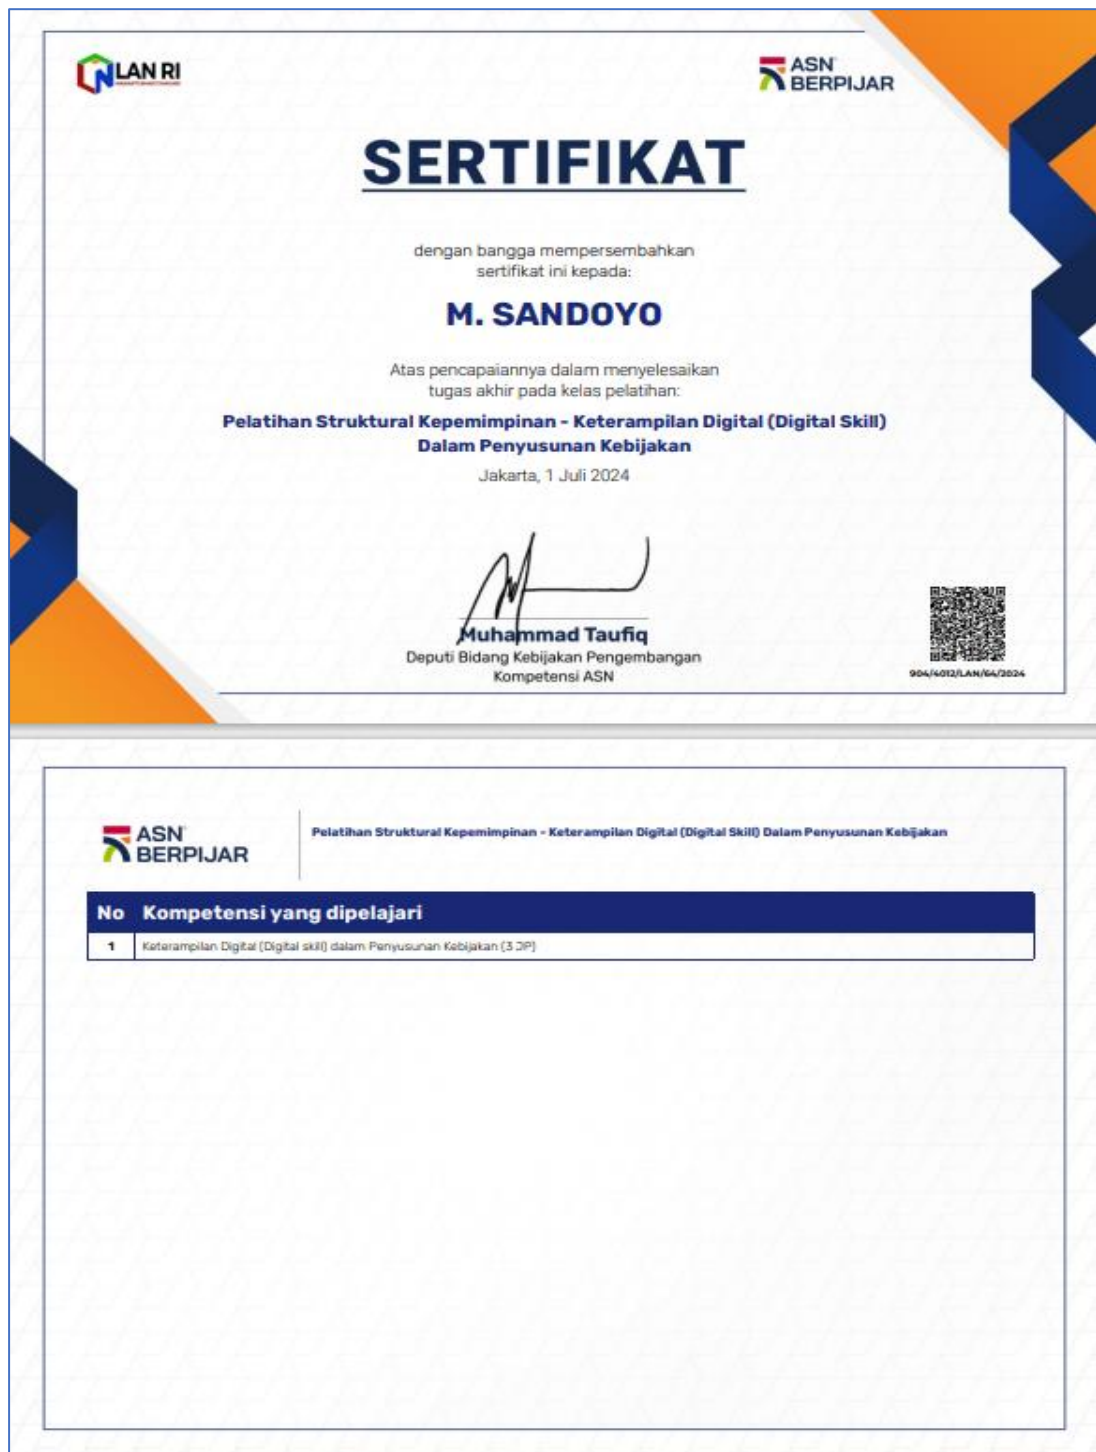 LAN RI
ASN
BERPIJAR
SERTIFIKAT
dengan bangga mempersembahkan
sertifikat ini kepada:
M. SANDOYO
Atas pencapaiannya dalam menyelesaikan
tugas akhir pada kelas pelatihan:
Pelatihan Struktural Kepemimpinan - Keterampilan Digital (Digital Skill)
Dalam Penyusunan Kebijakan
Jakarta, 1 Juli 2024
Muhammad Taufiq
Deputi Bidang Kebijakan Pengembangan
Kompetensi ASN
904/4012/LAN/64/2024
ASN
BERPIJAR
Pelatihan Struktural Kepemimpinan - Keterampilan Digital (Digital Skill) Dalam Penyusunan Kebijakan
No Kompetensi yang dipelajari
1 Keterampilan Digital (Digital skill) dalam Penyusunan Kebijakan (3 JP)